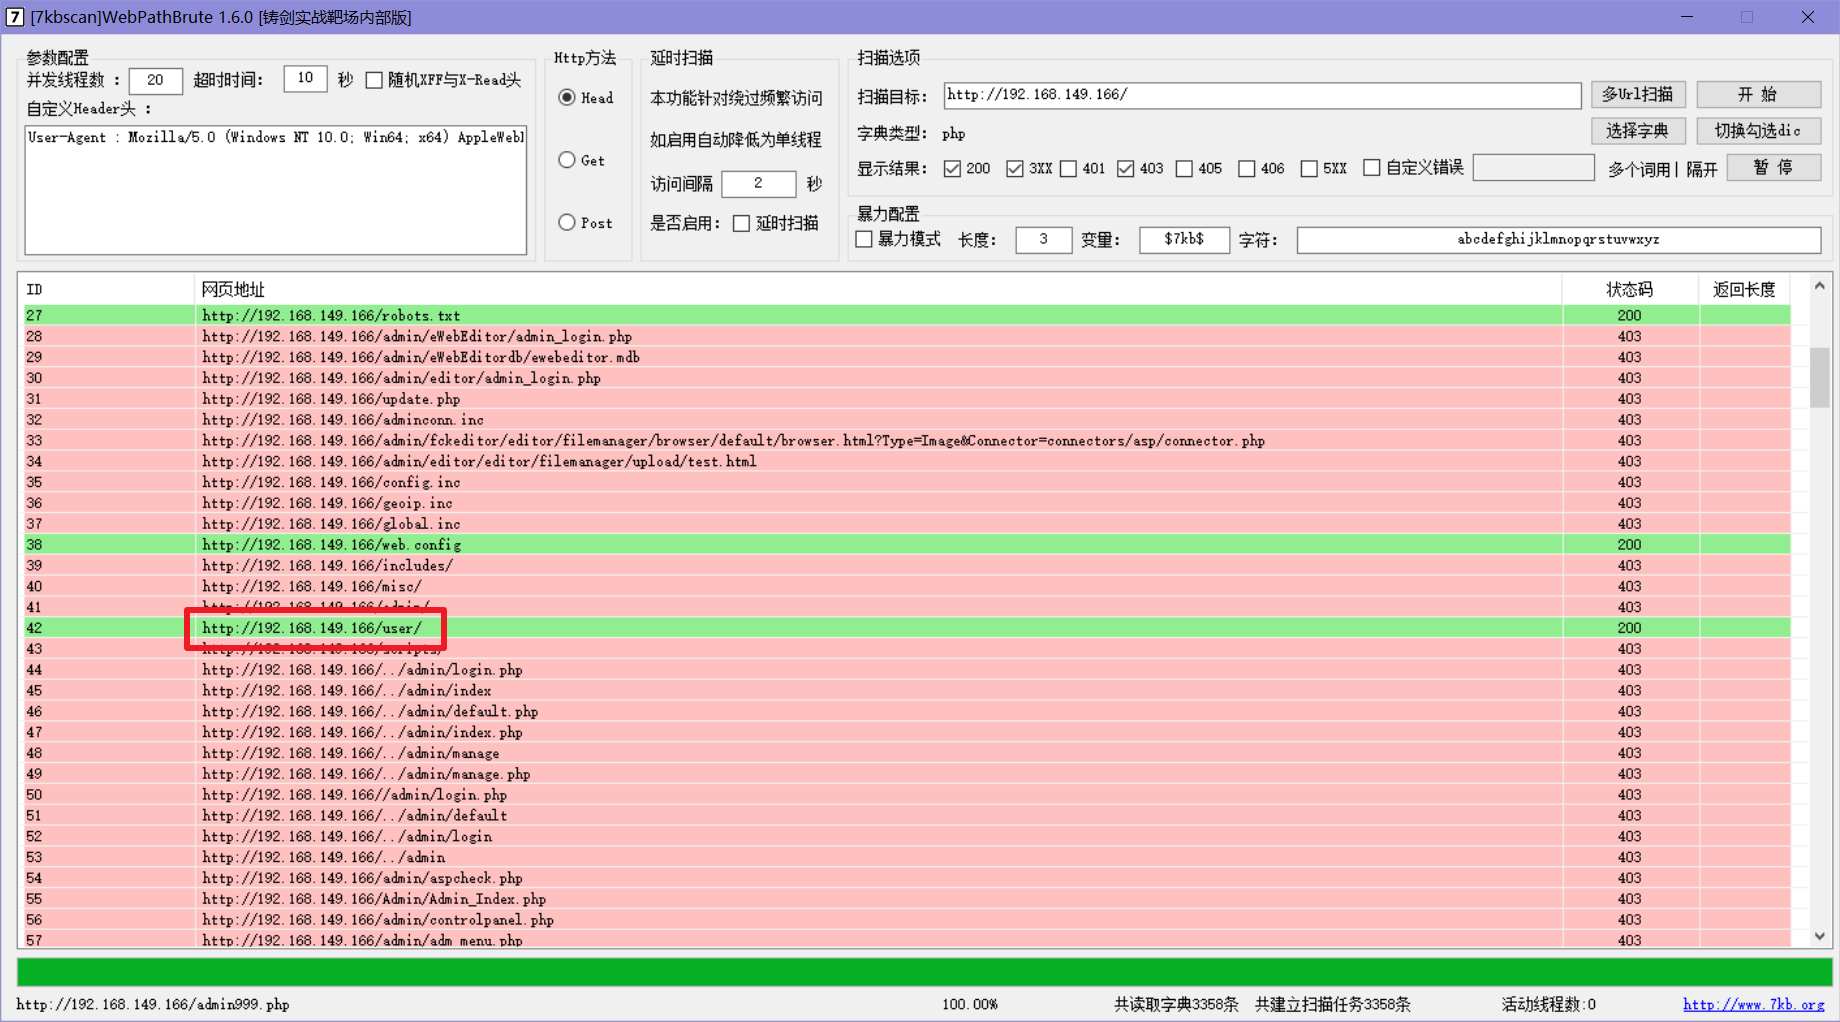 7 [7kbscan]WebPathBrute 1.6.0 [铸剑实战靶场内部版]
参数配置
并发线程数 : 20 超时时间: 10 秒 随机XFF与X-Read头
自定义Header头 :
User-Agent : Mozilla/5.0 (Windows NT 10.0; Win64; x64) AppleWeb
Http方法
Head
Get
Post
延时扫描
本功能针对绕过频繁访问
如启用自动降低为单线程
访问间隔 2 秒
是否启用: 延时扫描
扫描选项
扫描目标: http://192.168.149.166/ 多Url扫描 开 始
字典类型: php 选择字典 切换勾选dic
显示结果: 200 3XX 401 403 405 406 5XX 自定义错误 多个词用| 隔开 暂 停
暴力配置
暴力模式 长度: 3 变量: $7kb$ 字符: abcdefghijklmnopqrstuvwxyz
ID 网页地址 状态码 返回长度
27 http://192.168.149.166/robots.txt 200
28 http://192.168.149.166/admin/eWebEditor/admin_login.php 403
29 http://192.168.149.166/admin/eWebEditordb/ewebeditor.mdb 403
30 http://192.168.149.166/admin/editor/admin_login.php 403
31 http://192.168.149.166/update.php 403
32 http://192.168.149.166/adminconn.inc 403
33 http://192.168.149.166/admin/fckeditor/editor/filemanager/browser/default/browser.html?Type=Image&Connector=connectors/asp/connector.php 403
34 http://192.168.149.166/admin/editor/editor/filemanager/upload/test.html 403
35 http://192.168.149.166/config.inc 403
36 http://192.168.149.166/geoip.inc 403
37 http://192.168.149.166/global.inc 403
38 http://192.168.149.166/web.config 200
39 http://192.168.149.166/includes/ 403
40 http://192.168.149.166/misc/ 403
41 http://192.168.149.166/admin/ 403
42 http://192.168.149.166/user/ 200
43 http://192.168.149.166/scripts/ 403
44 http://192.168.149.166/../admin/login.php 403
45 http://192.168.149.166/../admin/index 403
46 http://192.168.149.166/../admin/default.php 403
47 http://192.168.149.166/../admin/index.php 403
48 http://192.168.149.166/../admin/manage 403
49 http://192.168.149.166/../admin/manage.php 403
50 http://192.168.149.166//admin/login.php 403
51 http://192.168.149.166/../admin/default 403
52 http://192.168.149.166/../admin/login 403
53 http://192.168.149.166/../admin 403
54 http://192.168.149.166/admin/aspcheck.php 403
55 http://192.168.149.166/Admin/Admin_Index.php 403
56 http://192.168.149.166/admin/controlpanel.php 403
57 http://192.168.149.166/admin/adm_menu.php 403
http://192.168.149.166/admin999.php 100.00% 共读取字典3358条 共建立扫描任务3358条 活动线程数:0 http://www.7kb.org